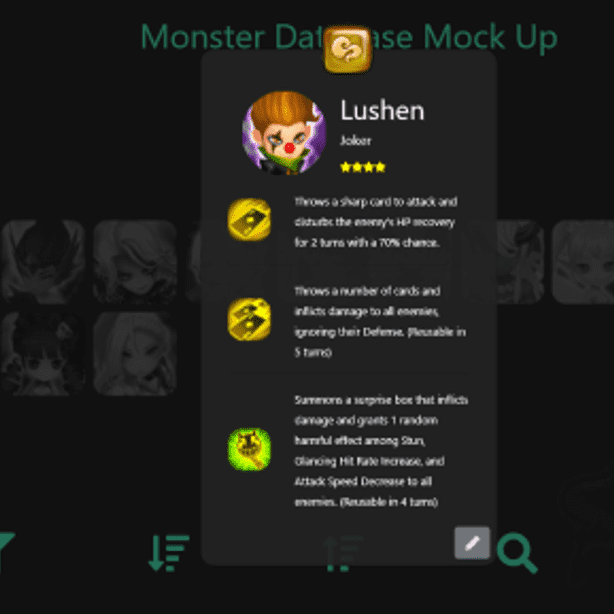 Monster Database Mock Up
Lushen
Joker
Throws a sharp card to attack and
disturbs the enemy's HP recovery
for 2 turns with a 70% chance.
Throws a number of cards and
inflicts damage to all enemies,
ignoring their Defense. (Reusable in
5 turns)
Summons a surprise box that inflicts
damage and grants 1 random
harmful effect among Stun,
Glancing Hit Rate Increase, and
Attack Speed Decrease to all
enemies. (Reusable in 4 turns)